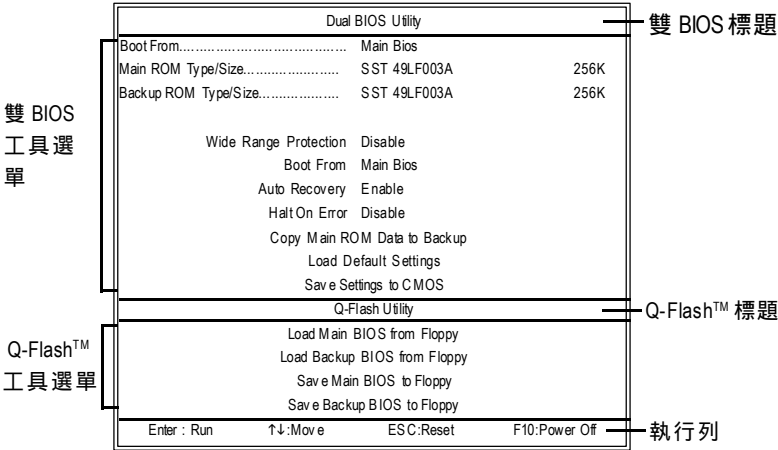 Dual BIOS Utility
雙 BIOS 標題
Boot From....................................... Main Bios
Main ROM Type/Size...................... SST 49LF003A 256K
Backup ROM Type/Size................... SST 49LF003A 256K
雙 BIOS
工具選
單
Wide Range Protection Disable
Boot From Main Bios
Auto Recovery Enable
Halt On Error Disable
Copy Main ROM Data to Backup
Load Default Settings
Save Settings to CMOS
Q-Flash Utility
Q-Flash™ 標題
Q-Flash™
工具選單
Load Main BIOS from Floppy
Load Backup BIOS from Floppy
Save Main BIOS to Floppy
Save Backup BIOS to Floppy
Enter : Run ↑↓:Move ESC:Reset F10:Power Off
執行列